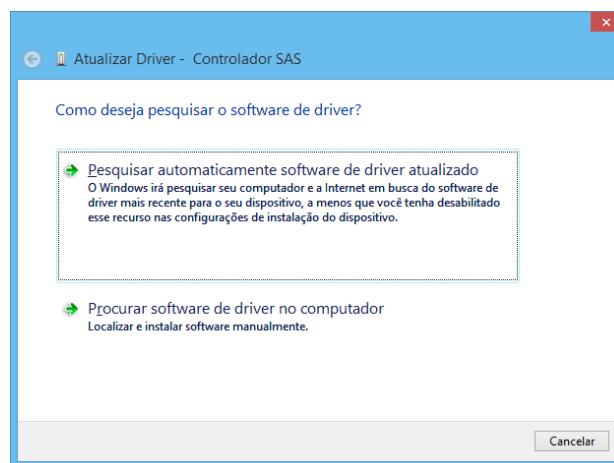 Atualizar Driver - Controlador SAS
Como deseja pesquisar o software de driver?
Pesquisar automaticamente software de driver atualizado
O Windows irá pesquisar seu computador e a Internet em busca do software de
driver mais recente para o seu dispositivo, a menos que você tenha desabilitado
esse recurso nas configurações de instalação do dispositivo.
Procurar software de driver no computador
Localizar e instalar software manualmente.
Cancelar